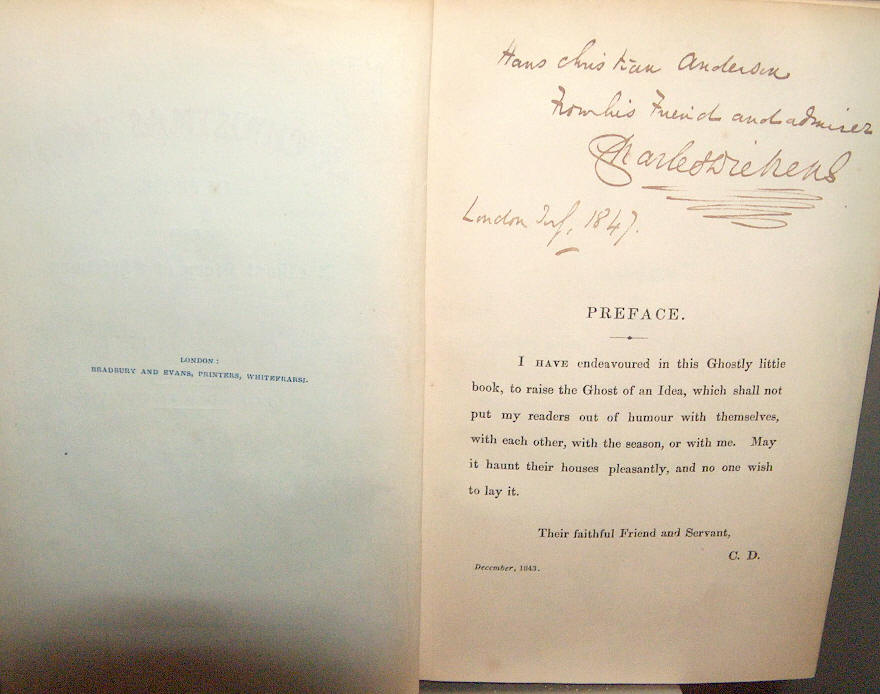 LONDON:
BRADBURY AND EVANS, PRINTERS, WHITEFRARSI.
Hans Christian Anderson
From his Friend and admirer
Charles Dickens
London July, 1847.
PREFACE.
I HAVE endeavoured in this Ghostly little
book, to raise the Ghost of an Idea, which shall not
put my readers out of humour with themselves,
with each other, with the season, or with me. May
it haunt their houses pleasantly, and no one wish
to lay it.
Their faithful Friend and Servant,
C. D.
December, 1843.